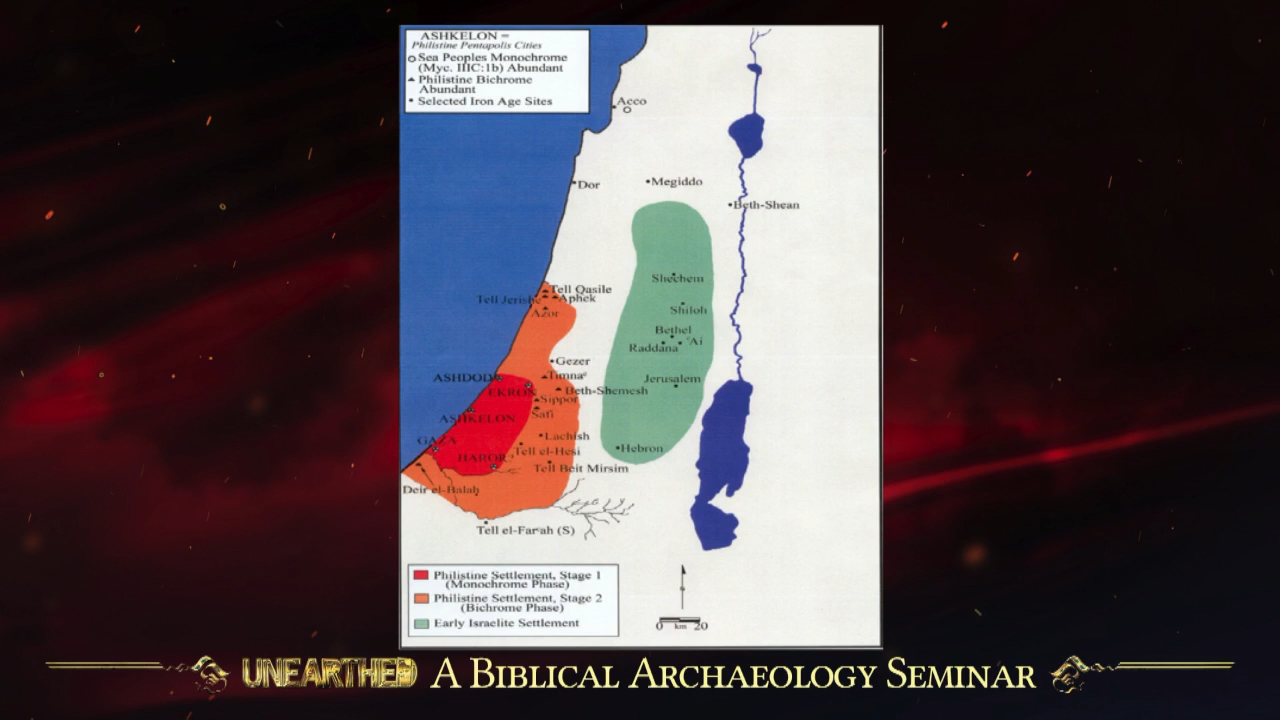 ASHKELON =
Philistine Pentapolis Cities
Sea Peoples Monochrome
(Myc. IIIC:1b) Abundant
Philistine Bichrome
Abundant
Selected Iron Age Sites
Acco
Dor
Megiddo
Beth-Shean
Shechem
Tell Qasile
Tell Jerishe
Aphek
Azor
Shiloh
Bethel
'Ai
Raddana
Gezer
Timnaᶜ
ASHDOD
Jerusalem
EKRON
Beth-Shemesh
Sippor
Safi
ASHKELON
Lachish
GAZA
Hebron
Tell el-Hesi
HAROR
Tell Beit Mirsim
Deir el-Balaḥ
Tell el-Farᶜah (S)
Philistine Settlement, Stage 1
(Monochrome Phase)
Philistine Settlement, Stage 2
(Bichrome Phase)
Early Israelite Settlement
0 km 20
UNEARTHED A BIBLICAL ARCHAEOLOGY SEMINAR